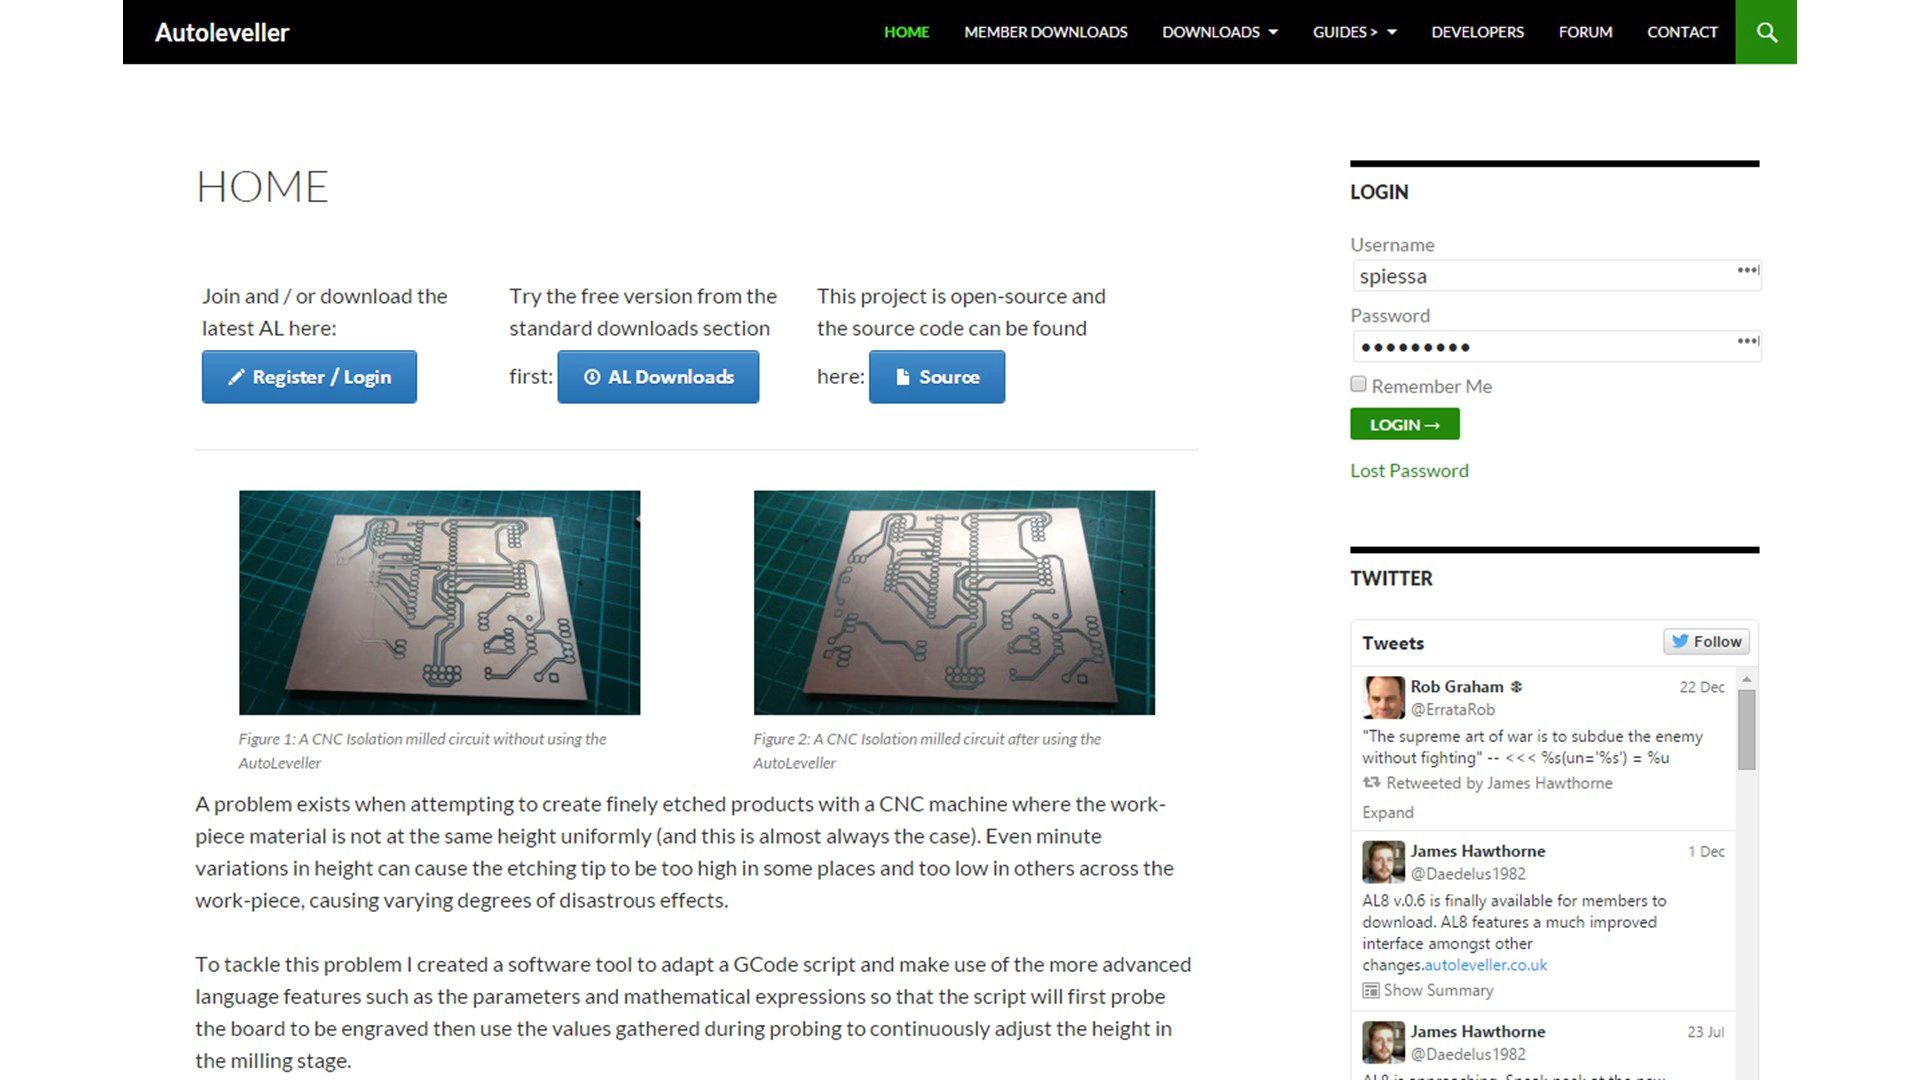 Autoleveller
HOME
MEMBER DOWNLOADS
DOWNLOADS
GUIDES >
DEVELOPERS
FORUM
CONTACT
HOME
Join and / or download the
latest AL here:
Register / Login
Try the free version from the
standard downloads section
first: AL Downloads
This project is open-source and
the source code can be found
here: Source
Figure 1: A CNC Isolation milled circuit without using the
AutoLeveller
Figure 2: A CNC Isolation milled circuit after using the
AutoLeveller
A problem exists when attempting to create finely etched products with a CNC machine where the work-
piece material is not at the same height uniformly (and this is almost always the case). Even minute
variations in height can cause the etching tip to be too high in some places and too low in others across the
work-piece, causing varying degrees of disastrous effects.
To tackle this problem I created a software tool to adapt a GCode script and make use of the more advanced
language features such as the parameters and mathematical expressions so that the script will first probe
the board to be engraved then use the values gathered during probing to continuously adjust the height in
the milling stage.
LOGIN
Username
spiessa
Password
•••••••••
Remember Me
LOGIN →
Lost Password
TWITTER
Tweets
Follow
Rob Graham
22 Dec
@ErrataRob
"The supreme art of war is to subdue the enemy
without fighting" -- <<< %s(un='%s') = %u
Retweeted by James Hawthorne
Expand
James Hawthorne
1 Dec
@Daedelus1982
AL8 v.0.6 is finally available for members to
download. AL8 features a much improved
interface amongst other
changes.autoleveller.co.uk
Show Summary
James Hawthorne
23 Jul
@Daedelus1982